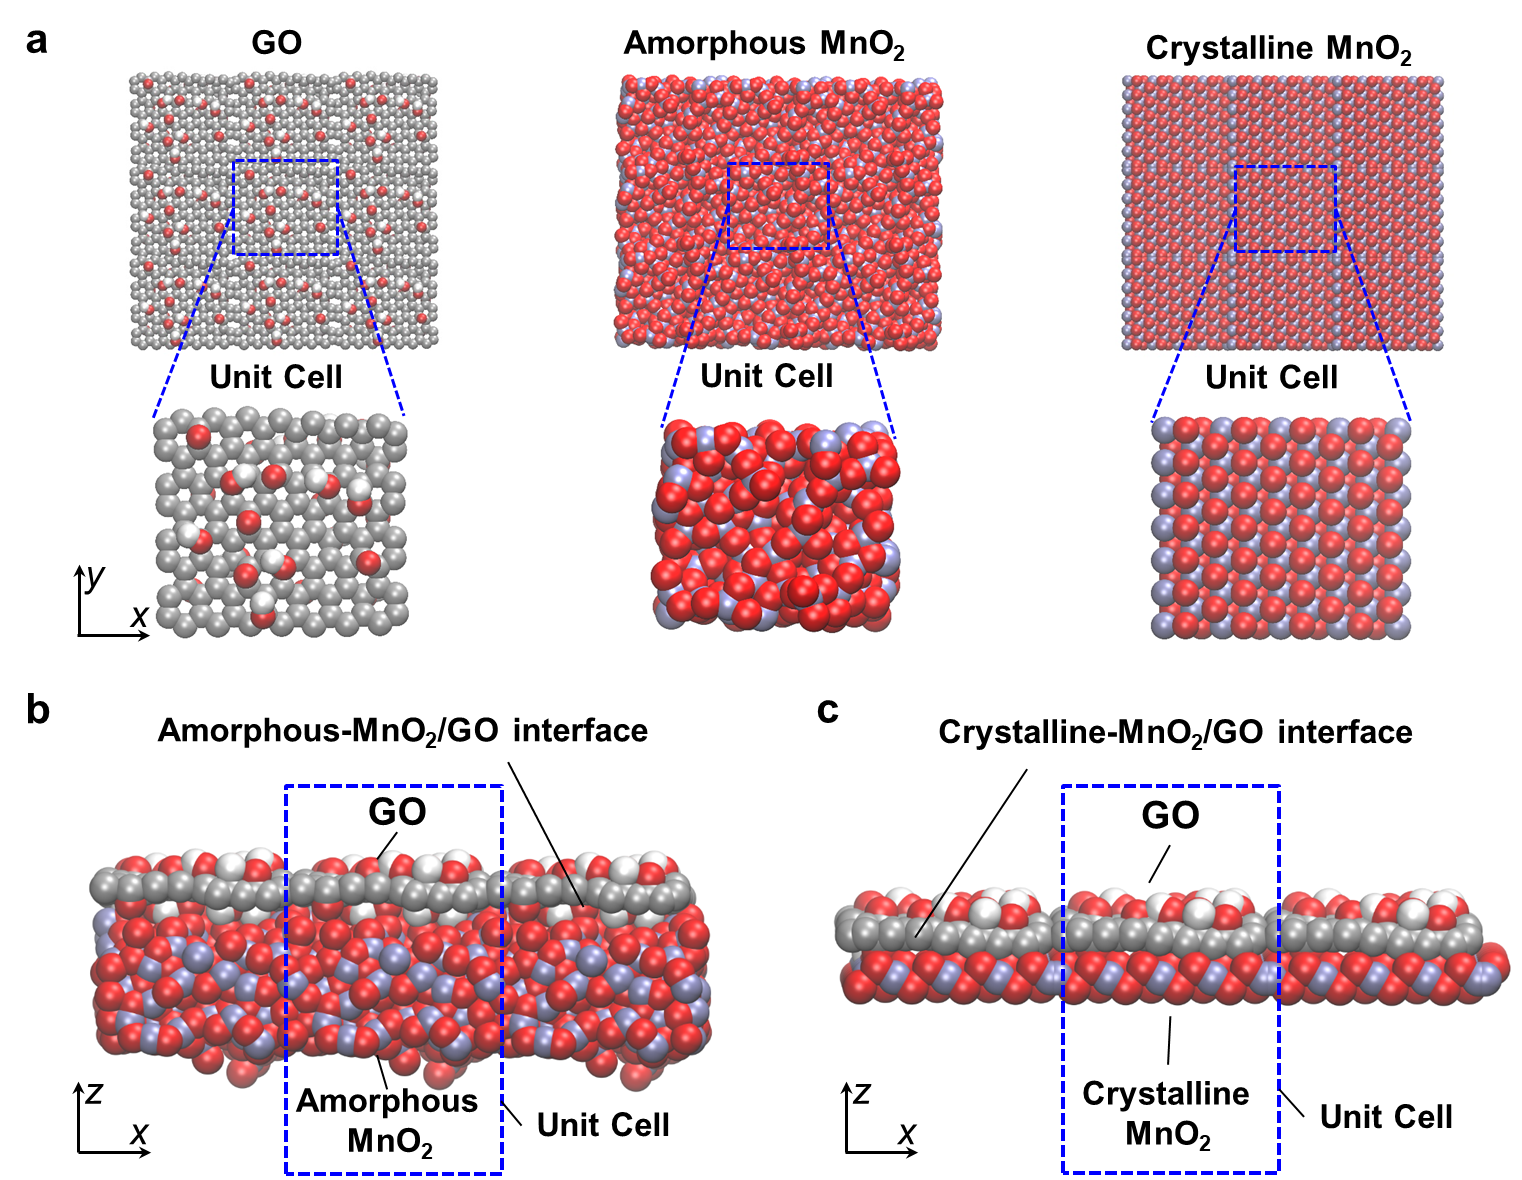 a
GO
Amorphous MnO₂
Crystalline MnO₂
Unit Cell
Unit Cell
Unit Cell
y
x
b
Amorphous-MnO₂/GO interface
GO
Amorphous
MnO₂
Unit Cell
z
x
c
Crystalline-MnO₂/GO interface
GO
Crystalline
MnO₂
Unit Cell
z
x